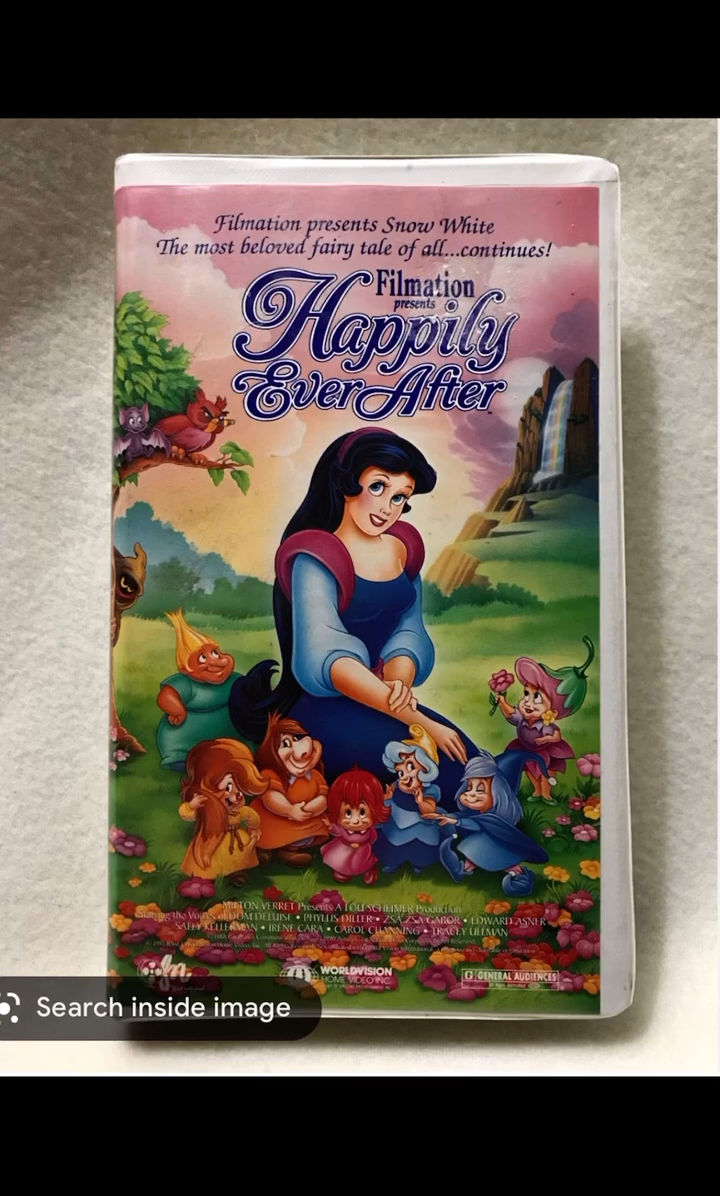 Filmation presents Snow White
The most beloved fairy tale of all...continues!
Filmation
presents
Happily
Ever After
MILTON VERRET Presents A LOU SCHEIMER Production
Starring the Voices of DOM DELUISE • PHYLLIS DILLER • ZSA ZSA GABOR • EDWARD ASNER
SALLY KELLERMAN • IRENE CARA • CAROL CHANNING • TRACEY ULLMAN
WORLDVISION
HOME VIDEO INC.
G GENERAL AUDIENCES
Search inside image